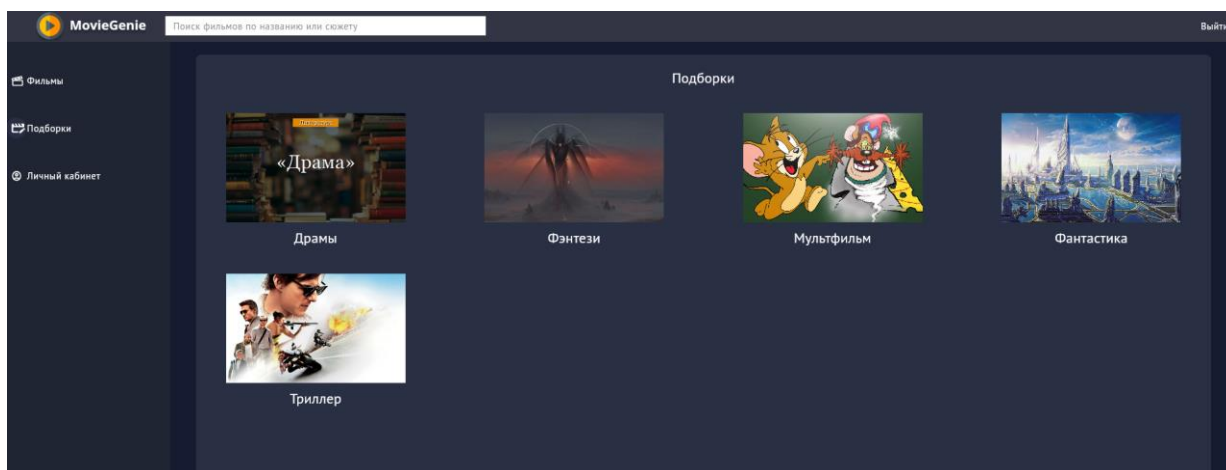 MovieGenie
Поиск фильмов по названию или сюжету
Выйти
Фильмы
Подборки
Личный кабинет
Подборки
«Драма»
Драмы
Фэнтези
Мультфильм
Фантастика
Триллер